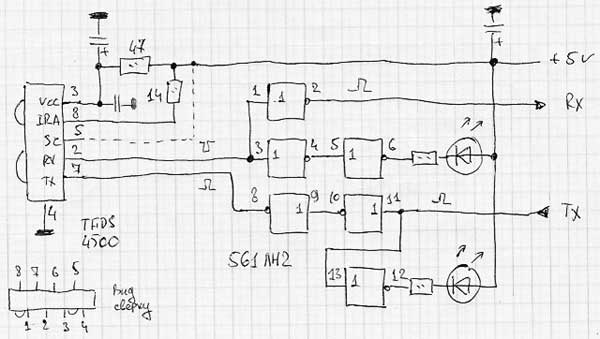 47
+5V
14
Vcc 3
IRA 8
SC 5
RX 2
TX 7
4
TFDS
4500
1 1 2
Rx
3 1 4 5 1 6
8 1 9 10 1 11
Tx
561ЛН2
13 1 12
8 7 6 5
1 2 3 4
Вид
сверху